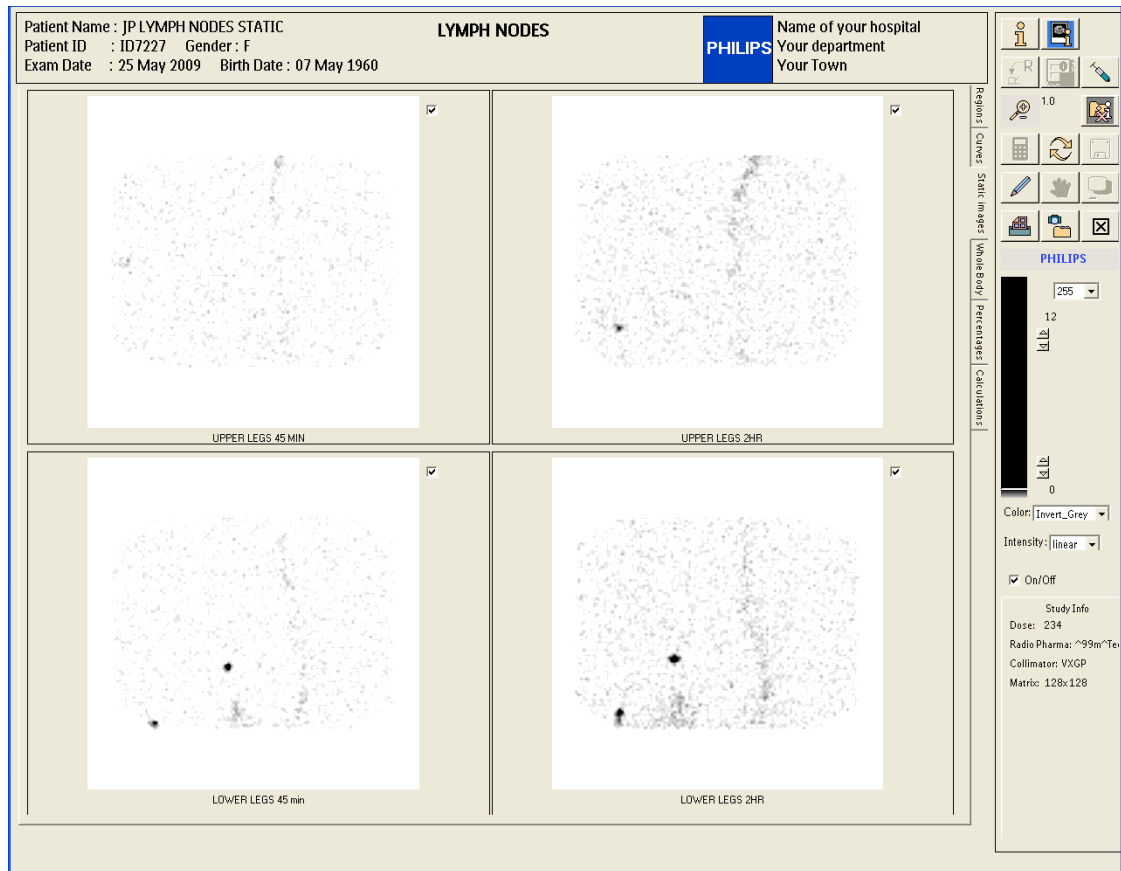 Patient Name : JP LYMPH NODES STATIC
Patient ID : ID7227 Gender : F
Exam Date : 25 May 2009 Birth Date : 07 May 1960
LYMPH NODES
PHILIPS
Name of your hospital
Your department
Your Town
UPPER LEGS 45 MIN
UPPER LEGS 2HR
LOWER LEGS 45 min
LOWER LEGS 2HR
Regions
Curves
Static images
Whole Body
Percentages
Calculations
R
1.0
PHILIPS
255
12
0
Color: Invert_Grey
Intensity: linear
On/Off
Study Info
Dose: 234
Radio Pharma: ^99m^Te
Collimator: VXGP
Matrix: 128x128